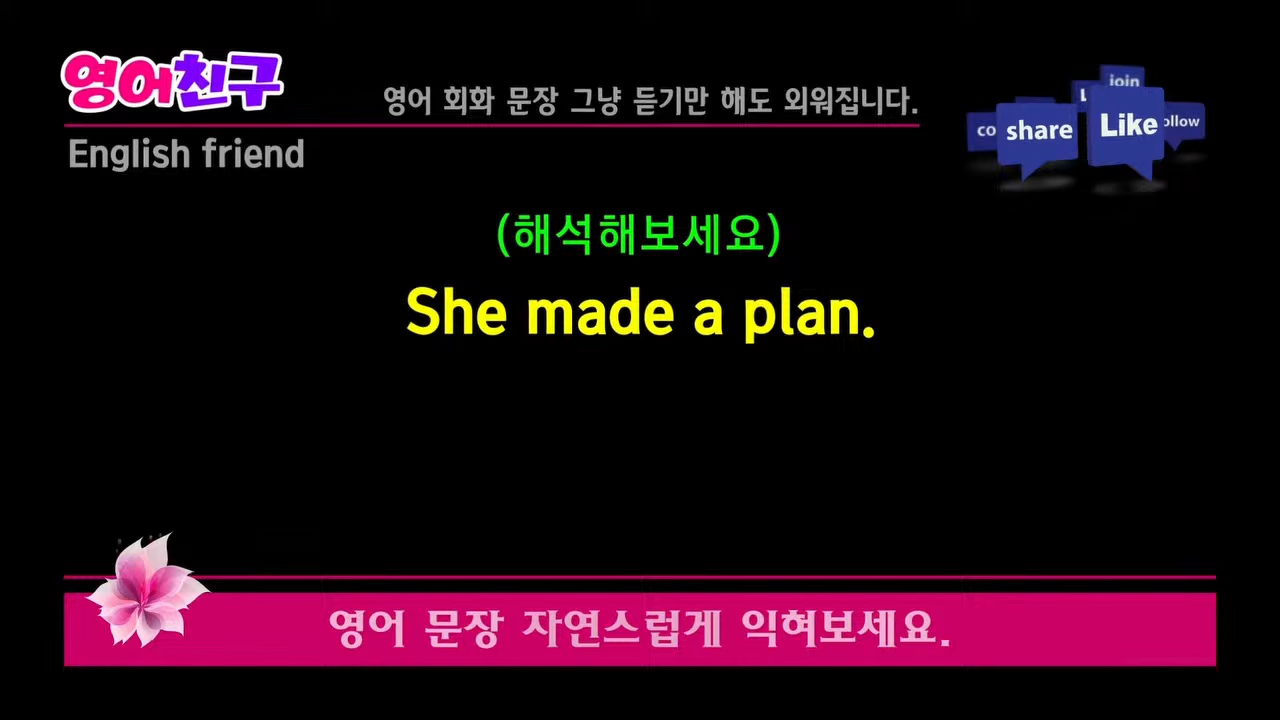 영어친구
영어 회화 문장 그냥 듣기만 해도 외워집니다.
English friend
join
share
Like
(해석해보세요)
She made a plan.
영어 문장 자연스럽게 익혀보세요.